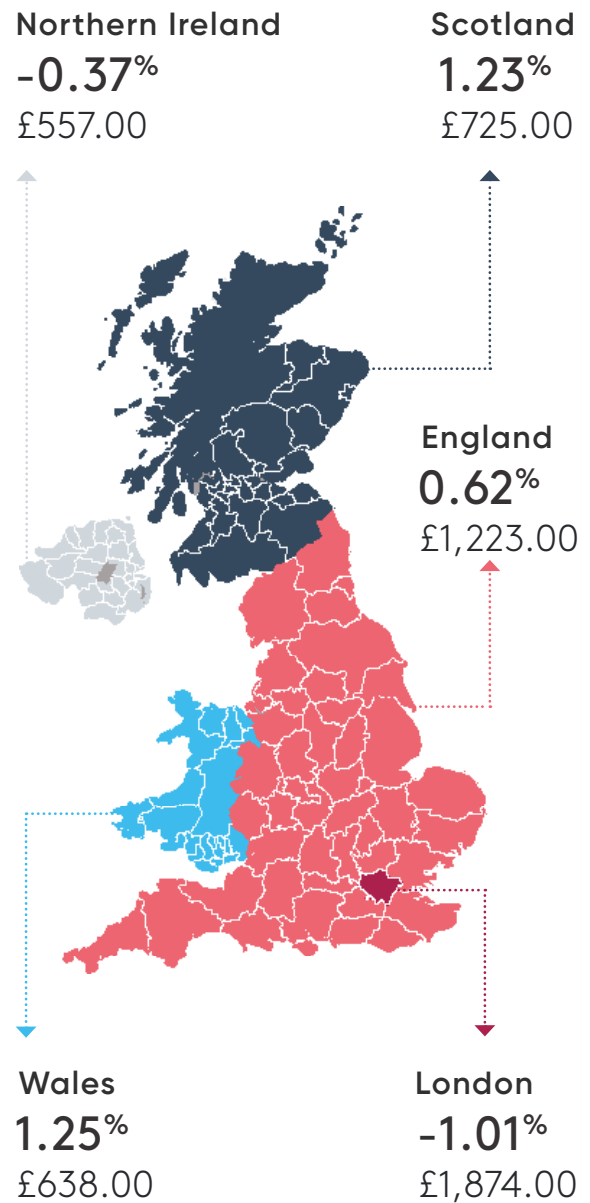 Northern Ireland
-0.37%
£557.00
Scotland
1.23%
£725.00
England
0.62%
£1,223.00
Wales
1.25%
£638.00
London
-1.01%
£1,874.00